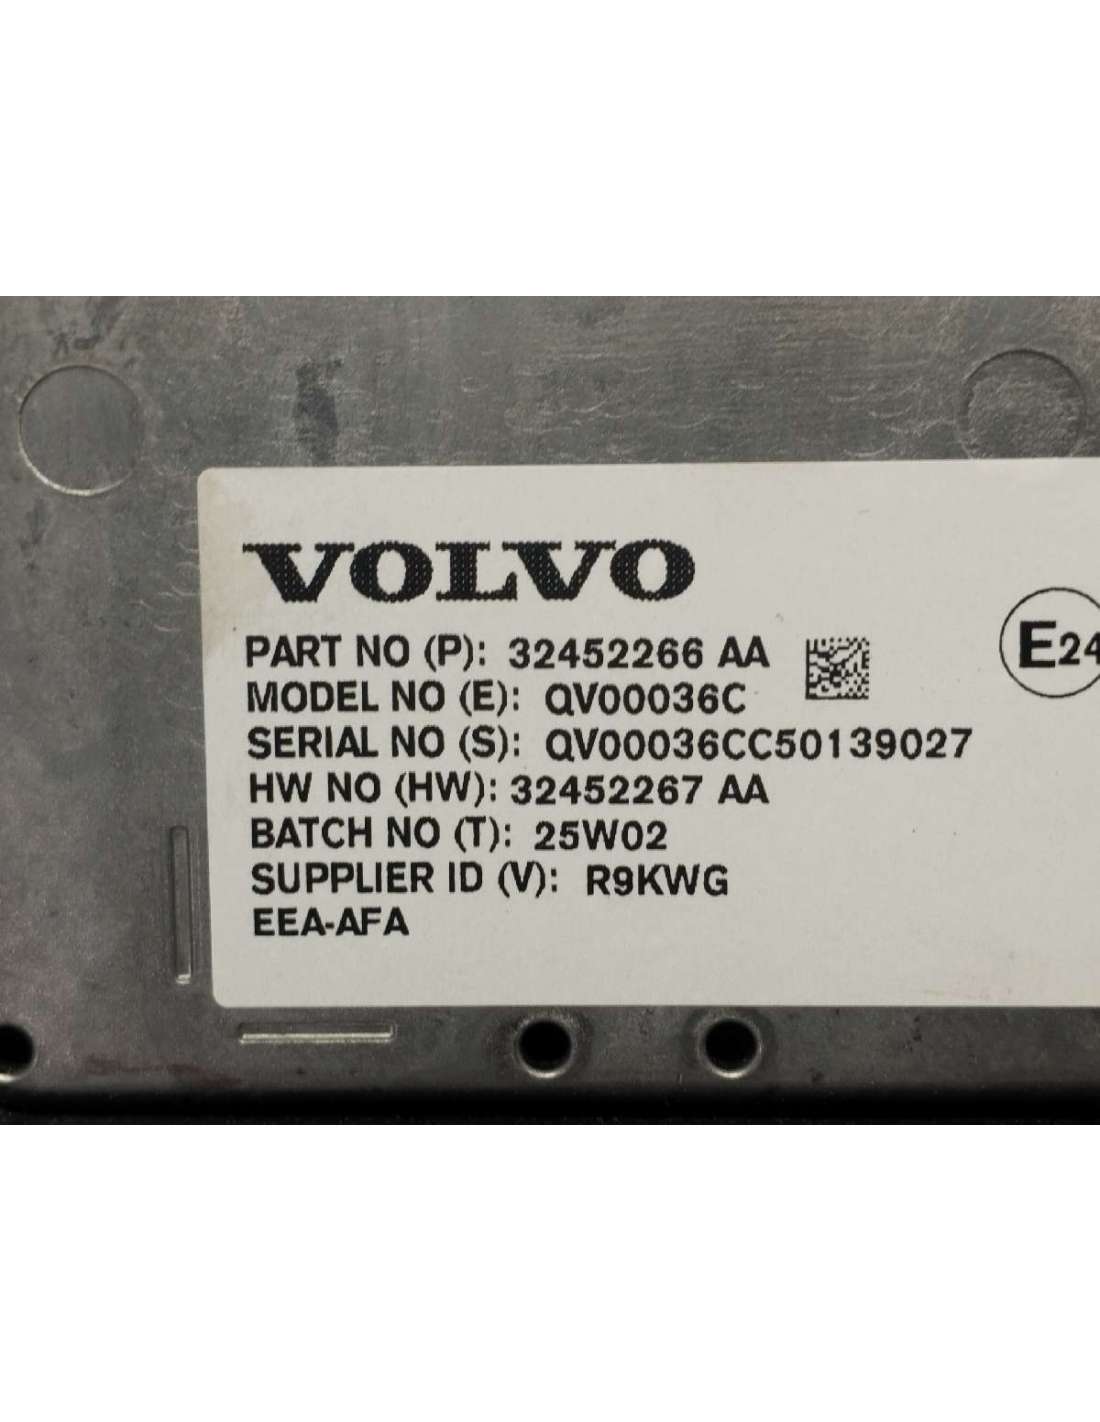 VOLVO
PART NO (P): 32452266 AA
E24
MODEL NO (E): QV00036C
SERIAL NO (S): QV00036CC50139027
HW NO (HW): 32452267 AA
BATCH NO (T): 25W02
SUPPLIER ID (V): R9KWG
EEA-AFA